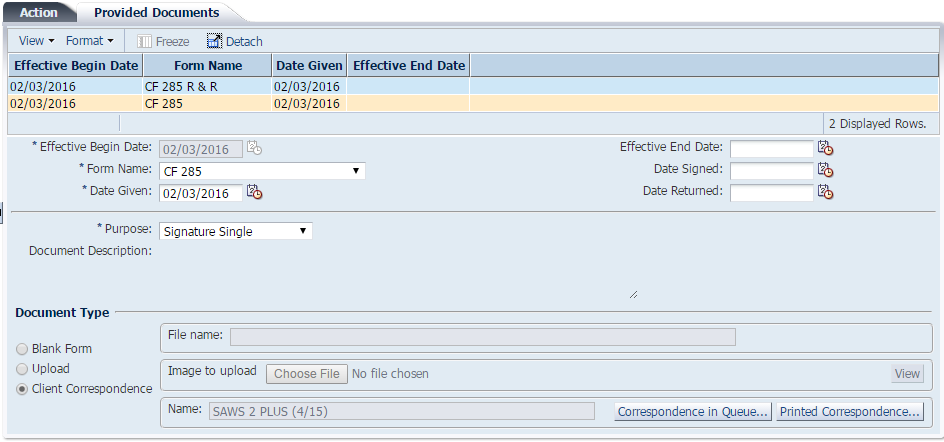 Action Provided Documents
View Format Freeze Detach
Effective Begin Date Form Name Date Given Effective End Date
02/03/2016 CF 285 R & R 02/03/2016
02/03/2016 CF 285 02/03/2016
2 Displayed Rows.
* Effective Begin Date: 02/03/2016 Effective End Date:
* Form Name: CF 285 Date Signed:
* Date Given: 02/03/2016 Date Returned:
* Purpose: Signature Single
Document Description:
Document Type
File name:
Blank Form
Upload
Image to upload Choose File No file chosen View
Client Correspondence
Name: SAWS 2 PLUS (4/15) Correspondence in Queue... Printed Correspondence...